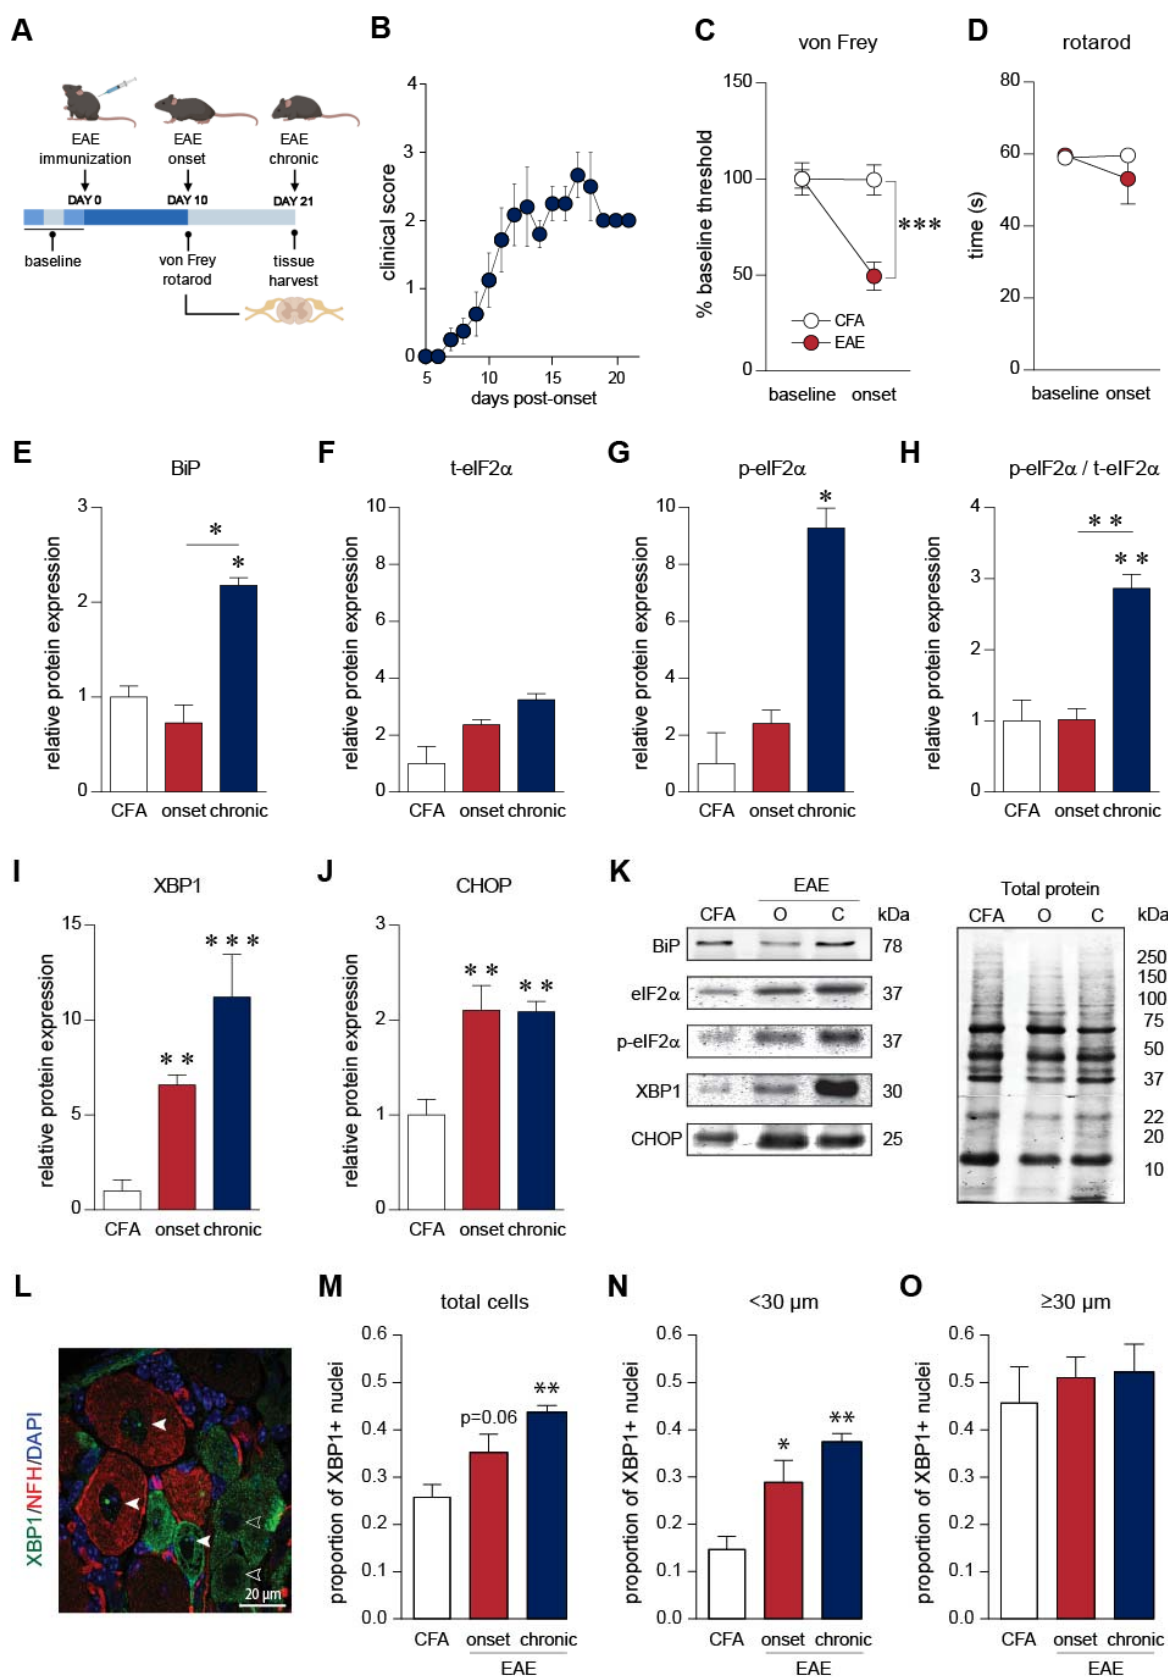 A
EAE immunization
EAE onset
EAE chronic
DAY 0
DAY 10
DAY 21
baseline
von Frey rotarod
tissue harvest
B
clinical score
4
3
2
1
0
5 10 15 20
days post-onset
C
von Frey
% baseline threshold
150
100
50
0
***
CFA
EAE
baseline onset
D
rotarod
time (s)
80
60
40
20
0
baseline onset
E
BiP
relative protein expression
3
2
1
0
*
*
CFA onset chronic
F
t-eIF2α
relative protein expression
10
8
6
4
2
0
CFA onset chronic
G
p-eIF2α
relative protein expression
10
8
6
4
2
0
*
CFA onset chronic
H
p-eIF2α / t-eIF2α
relative protein expression
4
3
2
1
0
**
**
CFA onset chronic
I
XBP1
relative protein expression
15
10
5
0
**
***
CFA onset chronic
J
CHOP
relative protein expression
3
2
1
0
**
**
CFA onset chronic
K
EAE
CFA O C kDa
BiP 78
eIF2α 37
p-eIF2α 37
XBP1 30
CHOP 25
Total protein
CFA O C kDa
250
150
100
75
50
37
22
20
10
L
XBP1/NFH/DAPI
20 µm
M
total cells
proportion of XBP1+ nuclei
0.6
0.5
0.4
0.3
0.2
0.1
0.0
p=0.06
**
CFA onset chronic
EAE
N
<30 µm
proportion of XBP1+ nuclei
0.6
0.5
0.4
0.3
0.2
0.1
0.0
*
**
CFA onset chronic
EAE
O
≥30 µm
proportion of XBP1+ nuclei
0.6
0.5
0.4
0.3
0.2
0.1
0.0
CFA onset chronic
EAE